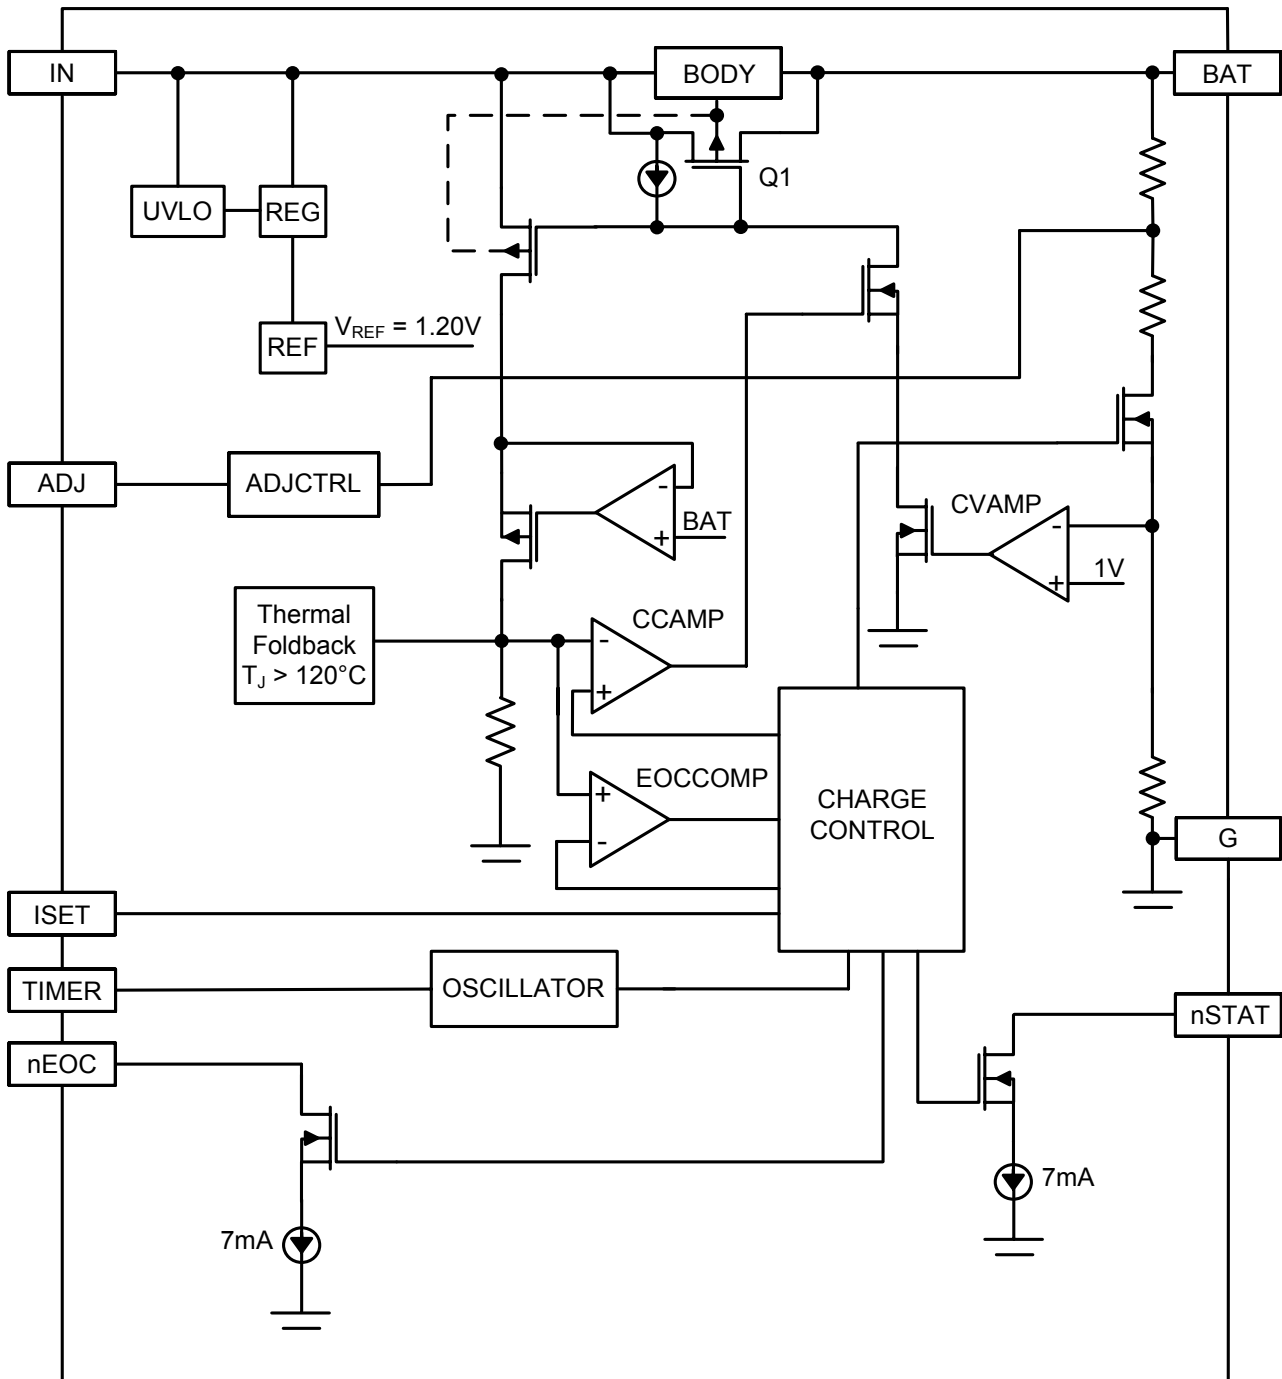 IN
BODY
BAT
Q1
UVLO
REG
REF
VREF = 1.20V
ADJ
ADJCTRL
-
+
BAT
CVAMP
-
+
1V
Thermal
Foldback
TJ > 120°C
CCAMP
-
+
EOCCOMP
+
-
CHARGE
CONTROL
G
ISET
TIMER
OSCILLATOR
nSTAT
nEOC
7mA
7mA